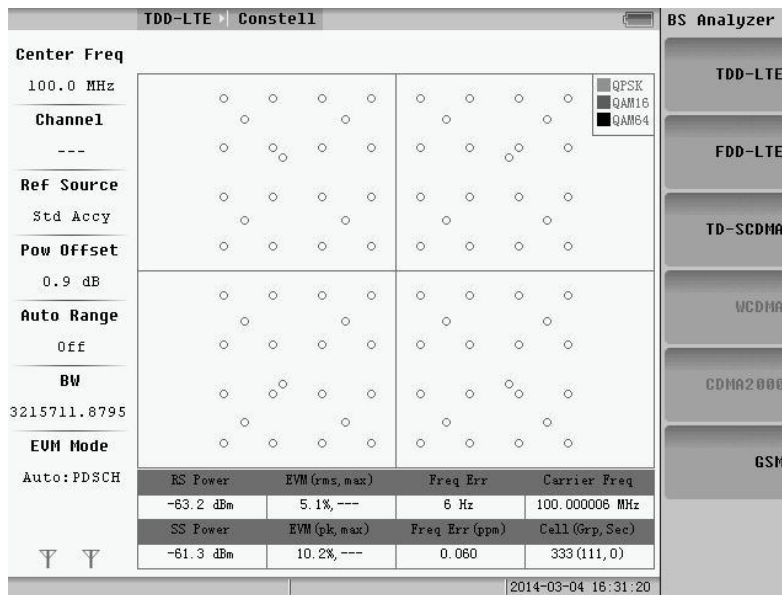 TDD-LTE Constell
BS Analyzer
Center Freq
100.0 MHz
Channel
---
Ref Source
Std Accy
Pow Offset
0.9 dB
Auto Range
Off
BW
3215711.8795
EVM Mode
Auto:PDSCH
QPSK
QAM16
QAM64
RS Power EVM(rms,max) Freq Err Carrier Freq
-63.2 dBm 5.1%,--- 6 Hz 100.000006 MHz
SS Power EVM(pk,max) Freq Err(ppm) Cell(Grp,Sec)
-61.3 dBm 10.2%,--- 0.060 333(111,0)
2014-03-04 16:31:20
TDD-LTE
FDD-LTE
TD-SCDMA
WCDMA
CDMA2000
GSM